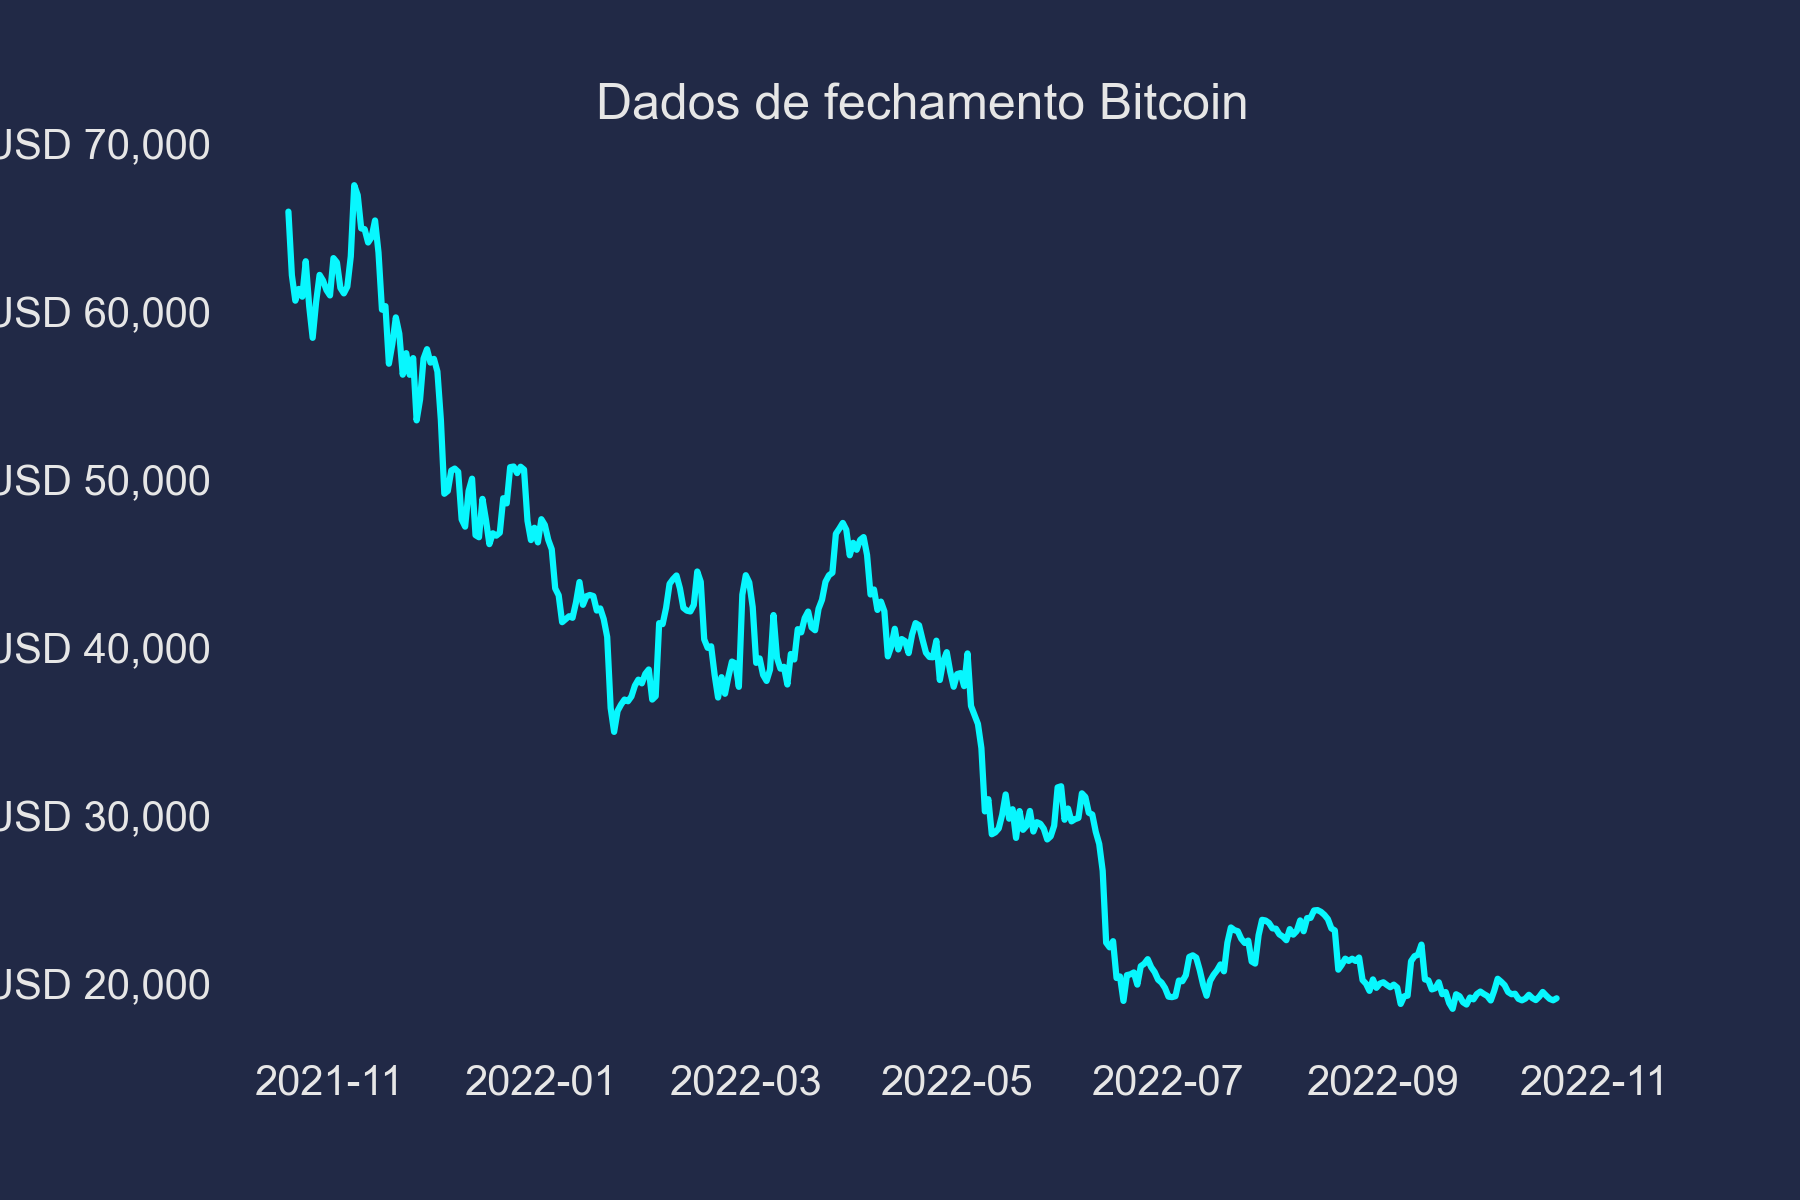 Dados de fechamento Bitcoin
USD 70,000
USD 60,000
USD 50,000
USD 40,000
USD 30,000
USD 20,000
2021-11 2022-01 2022-03 2022-05 2022-07 2022-09 2022-11